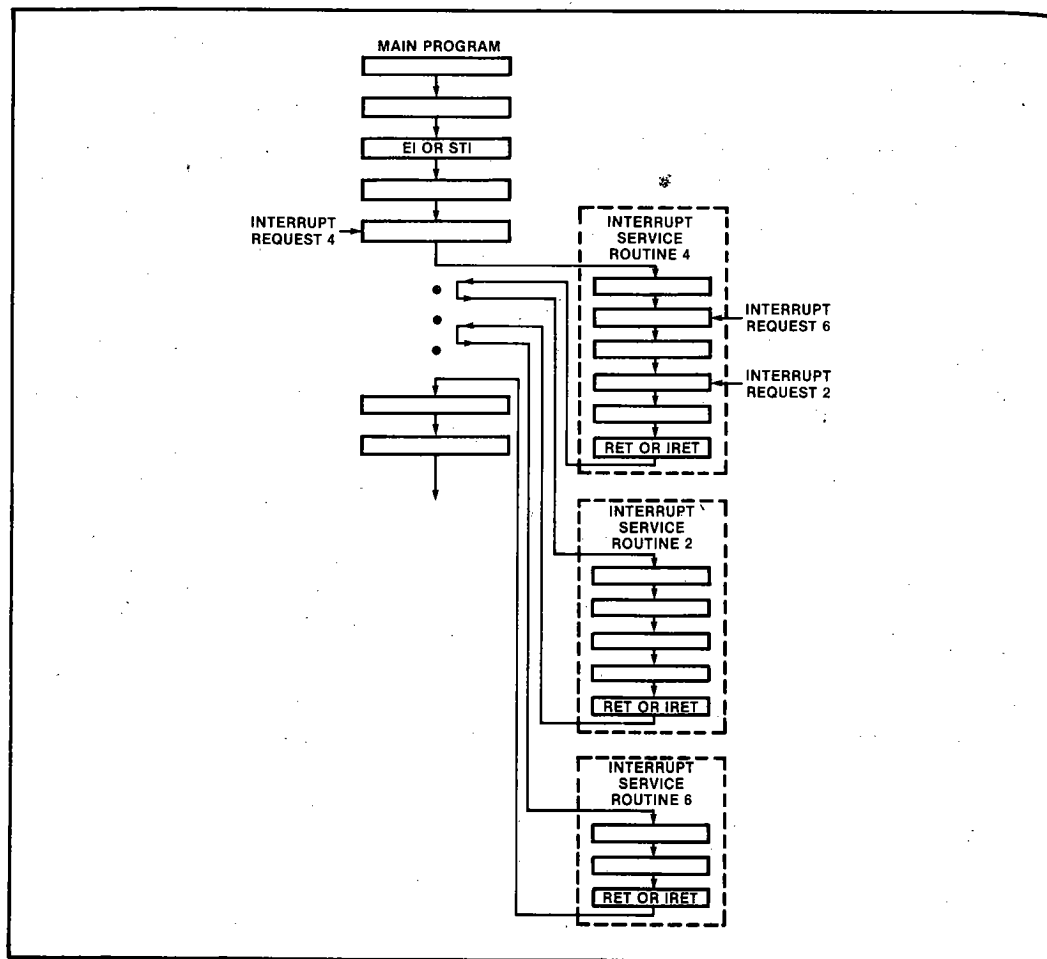 MAIN PROGRAM
EI OR STI
INTERRUPT
REQUEST 4
INTERRUPT
SERVICE
ROUTINE 4
INTERRUPT
REQUEST 6
INTERRUPT
REQUEST 2
RET OR IRET
INTERRUPT
SERVICE
ROUTINE 2
RET OR IRET
INTERRUPT
SERVICE
ROUTINE 6
RET OR IRET